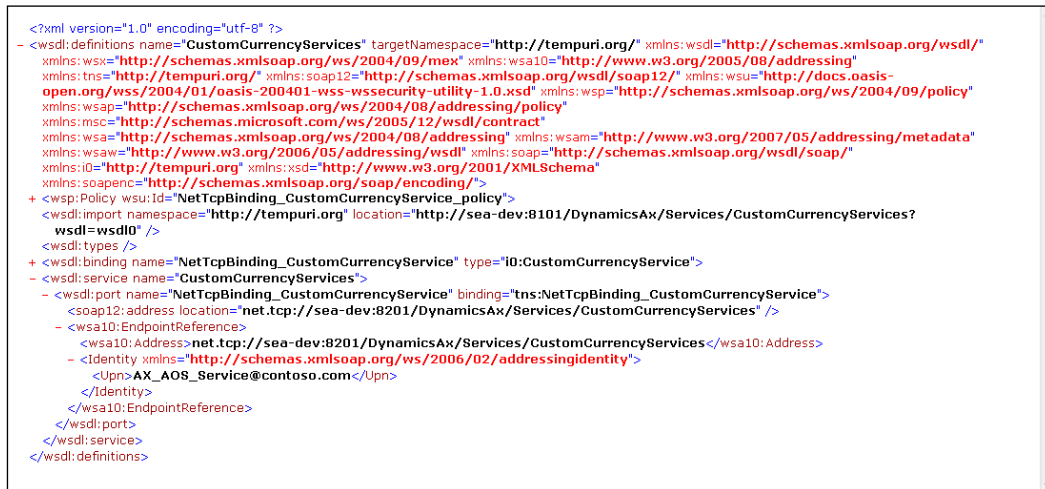 <?xml version="1.0" encoding="utf-8" ?>
- <wsdl:definitions name="CustomCurrencyServices" targetNamespace="http://tempuri.org/" xmlns:wsdl="http://schemas.xmlsoap.org/wsdl/"
xmlns:wsx="http://schemas.xmlsoap.org/ws/2004/09/mex" xmlns:wsa10="http://www.w3.org/2005/08/addressing"
xmlns:tns="http://tempuri.org/" xmlns:soap12="http://schemas.xmlsoap.org/wsdl/soap12/" xmlns:wsu="http://docs.oasis-
open.org/wss/2004/01/oasis-200401-wss-wssecurity-utility-1.0.xsd" xmlns:wsp="http://schemas.xmlsoap.org/ws/2004/09/policy"
xmlns:wsap="http://schemas.xmlsoap.org/ws/2004/08/addressing/policy"
xmlns:msc="http://schemas.microsoft.com/ws/2005/12/wsdl/contract"
xmlns:wsa="http://schemas.xmlsoap.org/ws/2004/08/addressing" xmlns:wsam="http://www.w3.org/2007/05/addressing/metadata"
xmlns:wsaw="http://www.w3.org/2006/05/addressing/wsdl" xmlns:soap="http://schemas.xmlsoap.org/wsdl/soap/"
xmlns:i0="http://tempuri.org" xmlns:xsd="http://www.w3.org/2001/XMLSchema"
xmlns:soapenc="http://schemas.xmlsoap.org/soap/encoding/">
+ <wsp:Policy wsu:Id="NetTcpBinding_CustomCurrencyService_policy">
<wsdl:import namespace="http://tempuri.org" location="http://sea-dev:8101/DynamicsAx/Services/CustomCurrencyServices?
wsdl=wsdl0" />
<wsdl:types />
+ <wsdl:binding name="NetTcpBinding_CustomCurrencyService" type="i0:CustomCurrencyService">
- <wsdl:service name="CustomCurrencyServices">
- <wsdl:port name="NetTcpBinding_CustomCurrencyService" binding="tns:NetTcpBinding_CustomCurrencyService">
<soap12:address location="net.tcp://sea-dev:8201/DynamicsAx/Services/CustomCurrencyServices" />
- <wsa10:EndpointReference>
<wsa10:Address>net.tcp://sea-dev:8201/DynamicsAx/Services/CustomCurrencyServices</wsa10:Address>
- <Identity xmlns="http://schemas.xmlsoap.org/ws/2006/02/addressingidentity">
<Upn>AX_AOS_Service@contoso.com</Upn>
</Identity>
</wsa10:EndpointReference>
</wsdl:port>
</wsdl:service>
</wsdl:definitions>